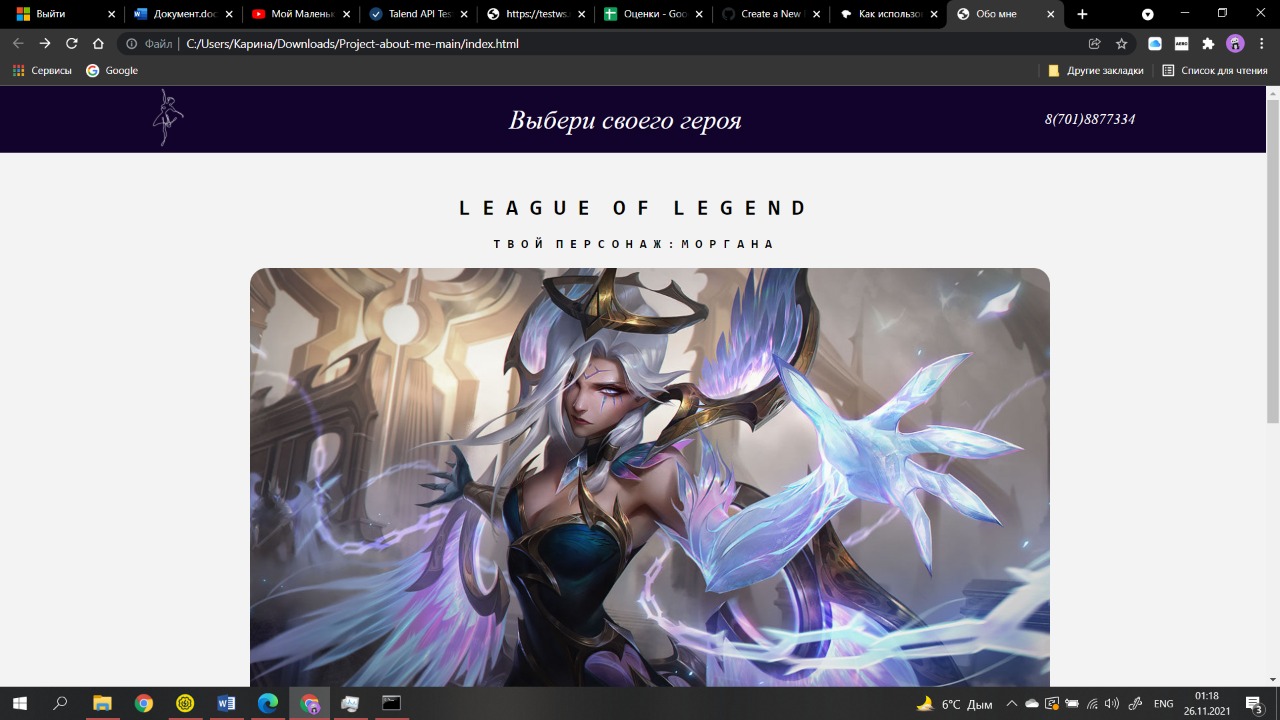 Выйти
Документ.doc
Мой Маленьк
Talend API Tes
https://testws.
Оценки - Goo
Create a New
Как использо
Обо мне
Файл | C:/Users/Карина/Downloads/Project-about-me-main/index.html
Сервисы
Google
Другие закладки
Список для чтения
Выбери своего героя
8(701)8877334
LEAGUE OF LEGEND
ТВОЙ ПЕРСОНАЖ:МОРГАНА
6°C Дым
ENG
01:18
26.11.2021
3